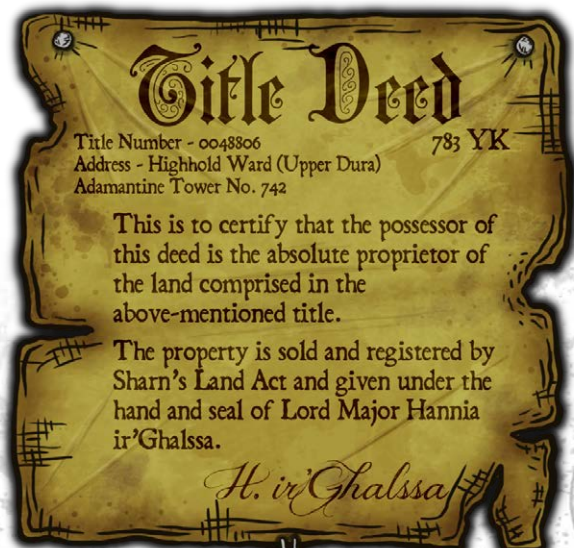 Title Deed
Title Number - 0048806 783 YK
Address - Highhold Ward (Upper Dura)
Adamantine Tower No. 742
This is to certify that the possessor of
this deed is the absolute proprietor of
the land comprised in the
above-mentioned title.
The property is sold and registered by
Sharn's Land Act and given under the
hand and seal of Lord Major Hannia
ir'Ghalssa.
H. ir'Ghalssa